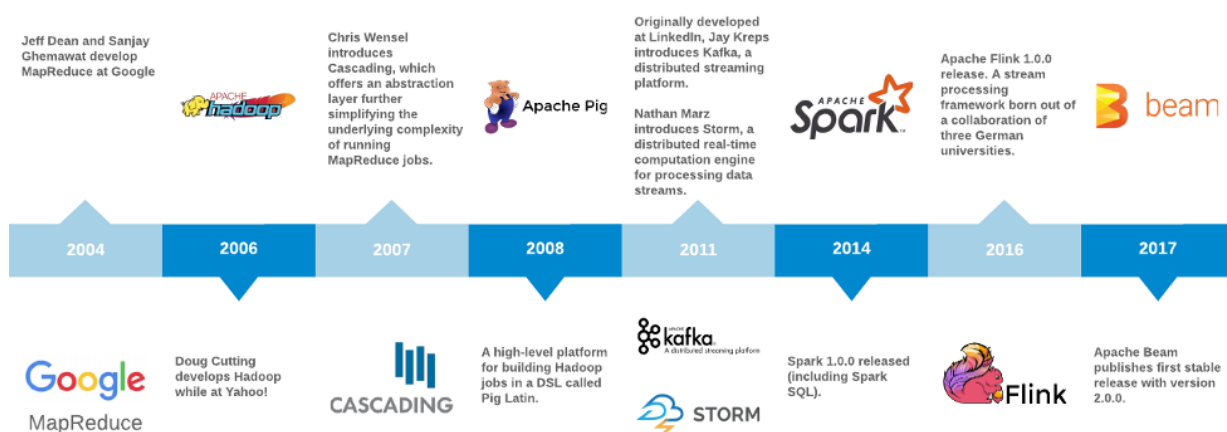 Jeff Dean and Sanjay
Ghemawat develop
MapReduce at Google
APACHE
hadoop
Chris Wensel
introduces
Cascading, which
offers an abstraction
layer further
simplifying the
underlying complexity
of running
MapReduce jobs.
Apache Pig
Originally developed
at LinkedIn, Jay Kreps
introduces Kafka, a
distributed streaming
platform.
Nathan Marz
introduces Storm, a
distributed real-time
computation engine
for processing data
streams.
APACHE
Spark™
Apache Flink 1.0.0
release. A stream
processing
framework born out of
a collaboration of
three German
universities.
beam
2004
2006
2007
2008
2011
2014
2016
2017
Google
MapReduce
Doug Cutting
develops Hadoop
while at Yahoo!
CASCADING
A high-level platform
for building Hadoop
jobs in a DSL called
Pig Latin.
APACHE
kafka®
A distributed streaming platform
STORM
Spark 1.0.0 released
(including Spark
SQL).
Flink
Apache Beam
publishes first stable
release with version
2.0.0.